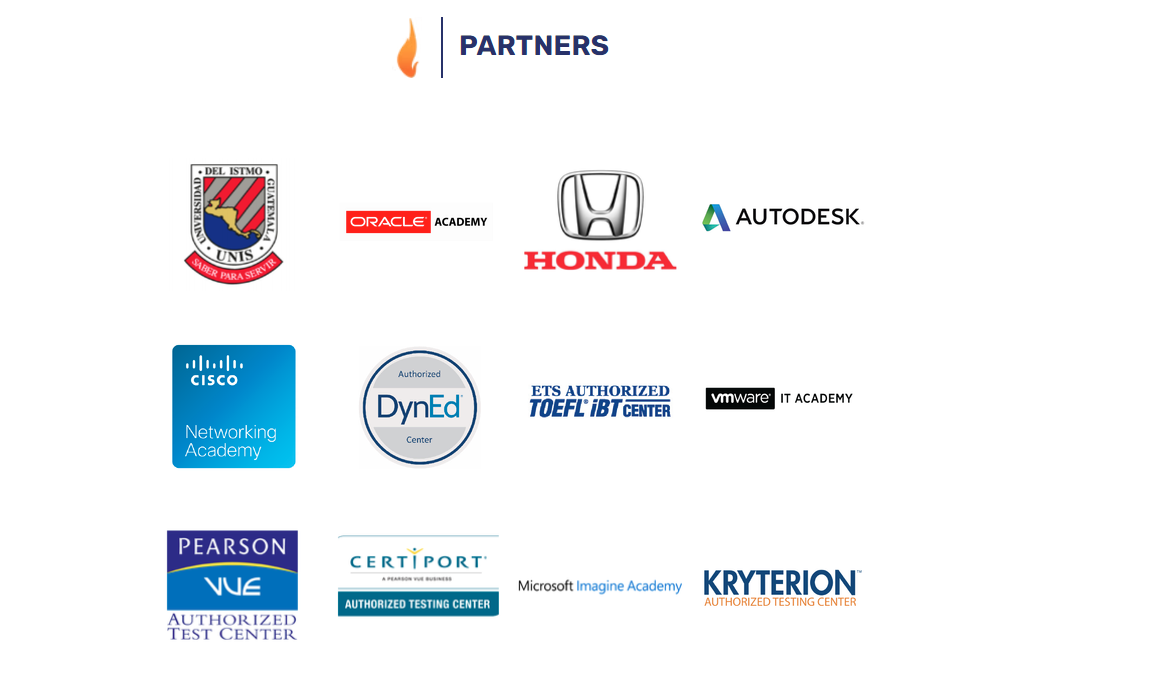 PARTNERS
UNIVERSIDAD DEL ISTMO GUATEMALA
UNIS
SABER PARA SERVIR
ORACLE ACADEMY
HONDA
AUTODESK.
CISCO
Networking
Academy
Authorized
DynEd
Center
ETS AUTHORIZED
TOEFL® iBT CENTER
vmware® IT ACADEMY
PEARSON
VUE
AUTHORIZED
TEST CENTER
CERTIPORT®
A PEARSON VUE BUSINESS
AUTHORIZED TESTING CENTER
Microsoft Imagine Academy
KRYTERION™
AUTHORIZED TESTING CENTER